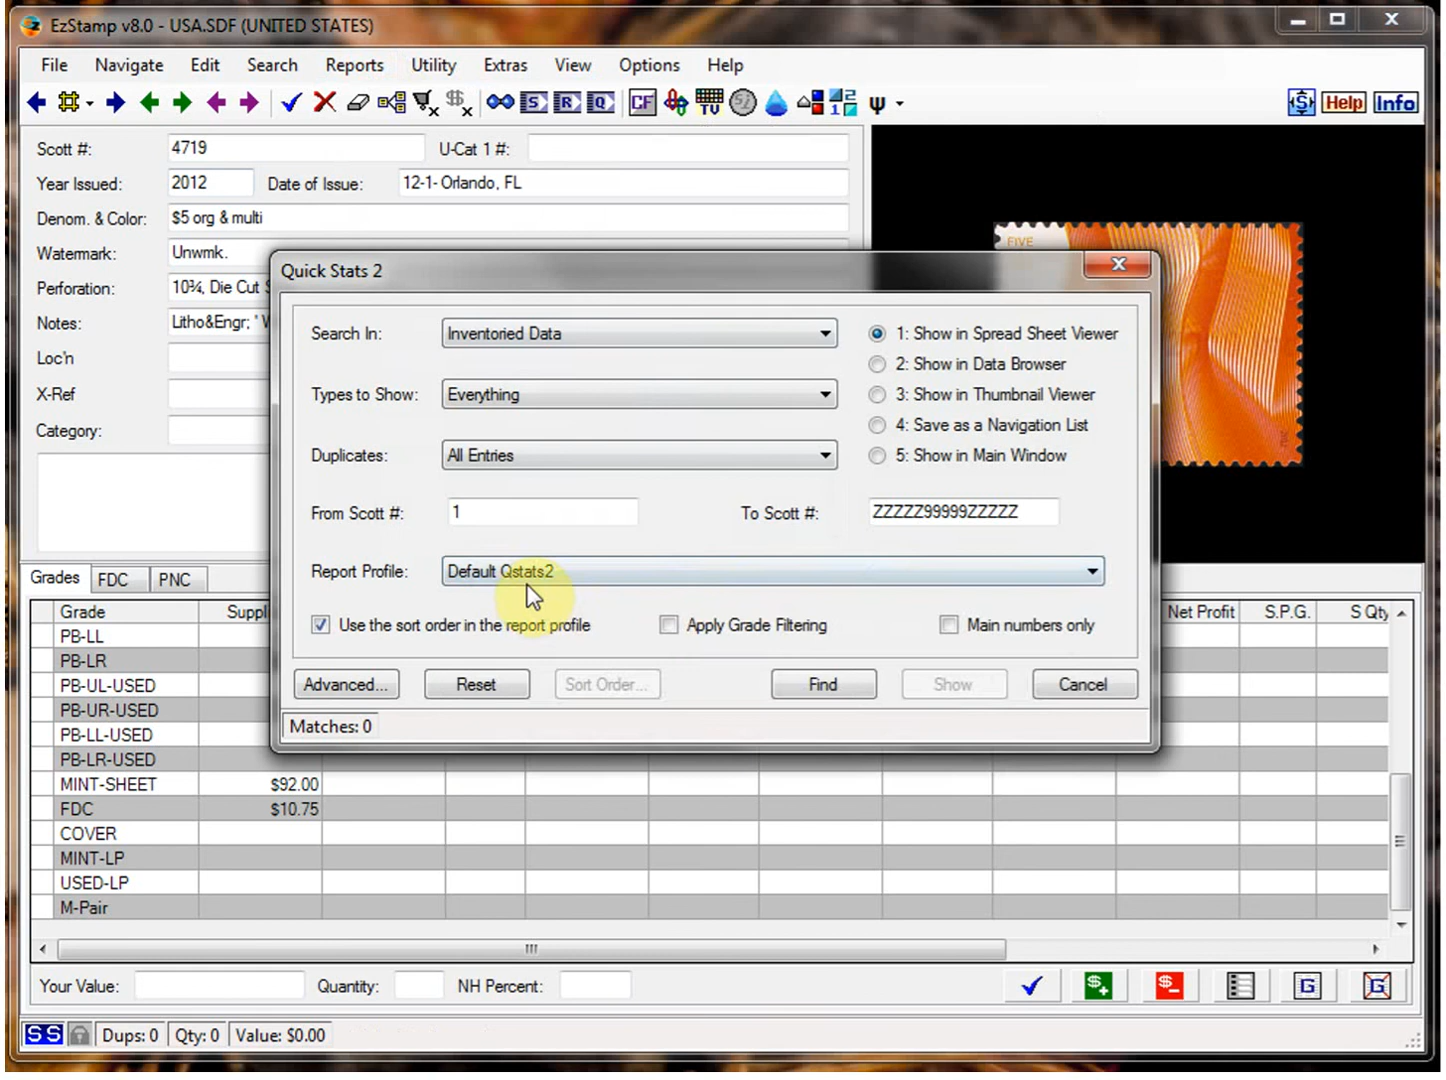 EzStamp v8.0 - USA.SDF (UNITED STATES)
File Navigate Edit Search Reports Utility Extras View Options Help
S R Q CF TV Help Info
Scott #: 4719 U-Cat 1 #:
Year Issued: 2012 Date of Issue: 12-1- Orlando, FL
Denom. & Color: $5 org & multi
Watermark: Unwmk.
FIVE
Quick Stats 2
Perforation: 10¾, Die Cut
Notes: Litho&Engr; "
Search In: Inventoried Data 1: Show in Spread Sheet Viewer
Loc'n
2: Show in Data Browser
X-Ref
Types to Show: Everything 3: Show in Thumbnail Viewer
Category:
4: Save as a Navigation List
Duplicates: All Entries 5: Show in Main Window
From Scott #: 1 To Scott #: ZZZZZ99999ZZZZZ
Report Profile: Default Qstats2
Grades FDC PNC
Grade Suppl Net Profit S.P.G. S Qty
Use the sort order in the report profile Apply Grade Filtering Main numbers only
PB-LL
PB-LR
PB-UL-USED
Advanced... Reset Sort Order... Find Show Cancel
PB-UR-USED
PB-LL-USED
Matches: 0
PB-LR-USED
MINT-SHEET $92.00
FDC $10.75
COVER
MINT-LP
USED-LP
M-Pair
Your Value: Quantity: NH Percent: $+ $- G G
SS Dups: 0 Qty: 0 Value: $0.00